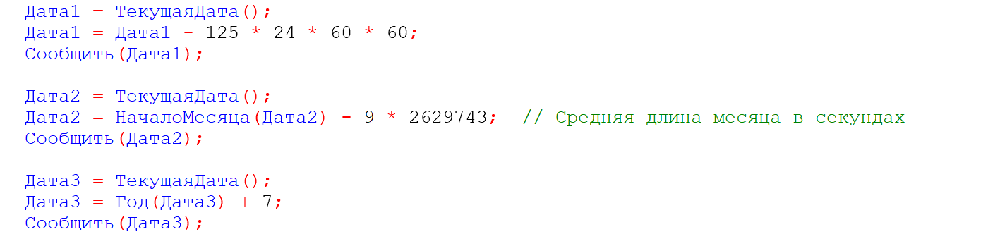 Дата1 = ТекущаяДата();
Дата1 = Дата1 - 125 * 24 * 60 * 60;
Сообщить(Дата1);
Дата2 = ТекущаяДата();
Дата2 = НачалоМесяца(Дата2) - 9 * 2629743;  // Средняя длина месяца в секундах
Сообщить(Дата2);
Дата3 = ТекущаяДата();
Дата3 = Год(Дата3) + 7;
Сообщить(Дата3);